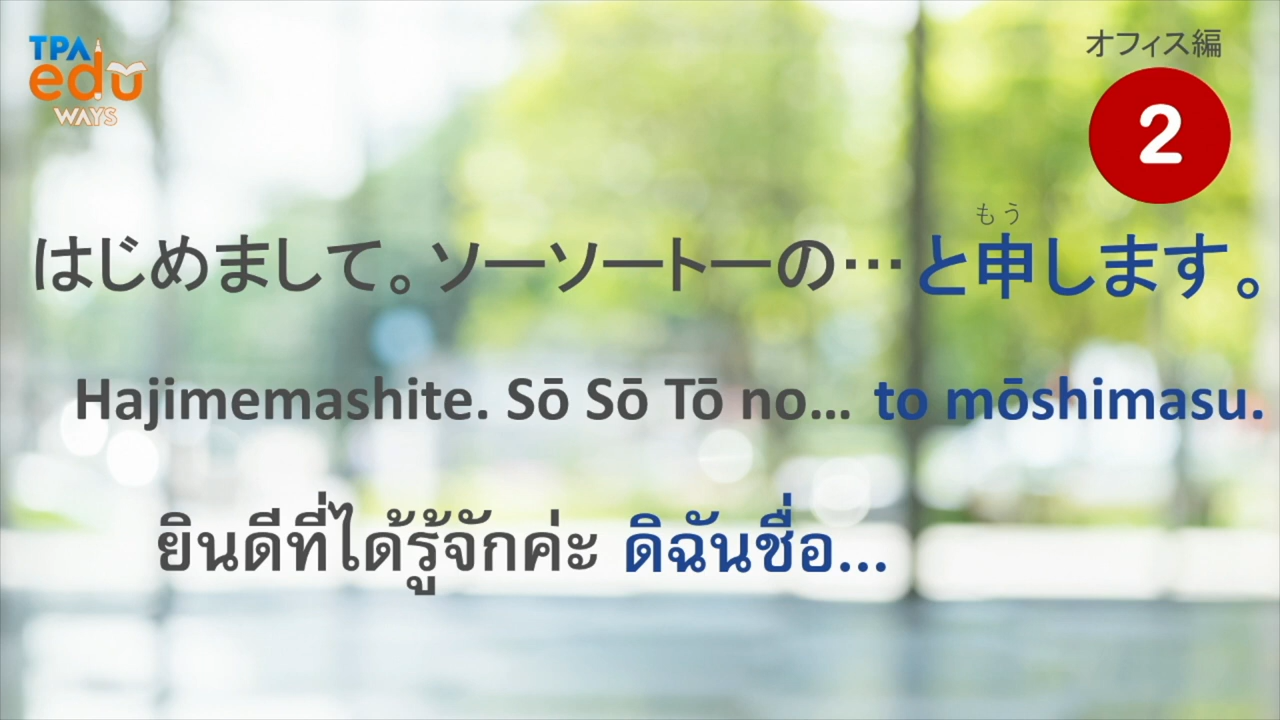 TPA
edu
WAYS
オフィス編
2
もう
はじめまして。ソーソートーの…と申します。
Hajimemashite. Sō Sō Tō no... to mōshimasu.
ยินดีที่ได้รู้จักค่ะ ดิฉันชื่อ...